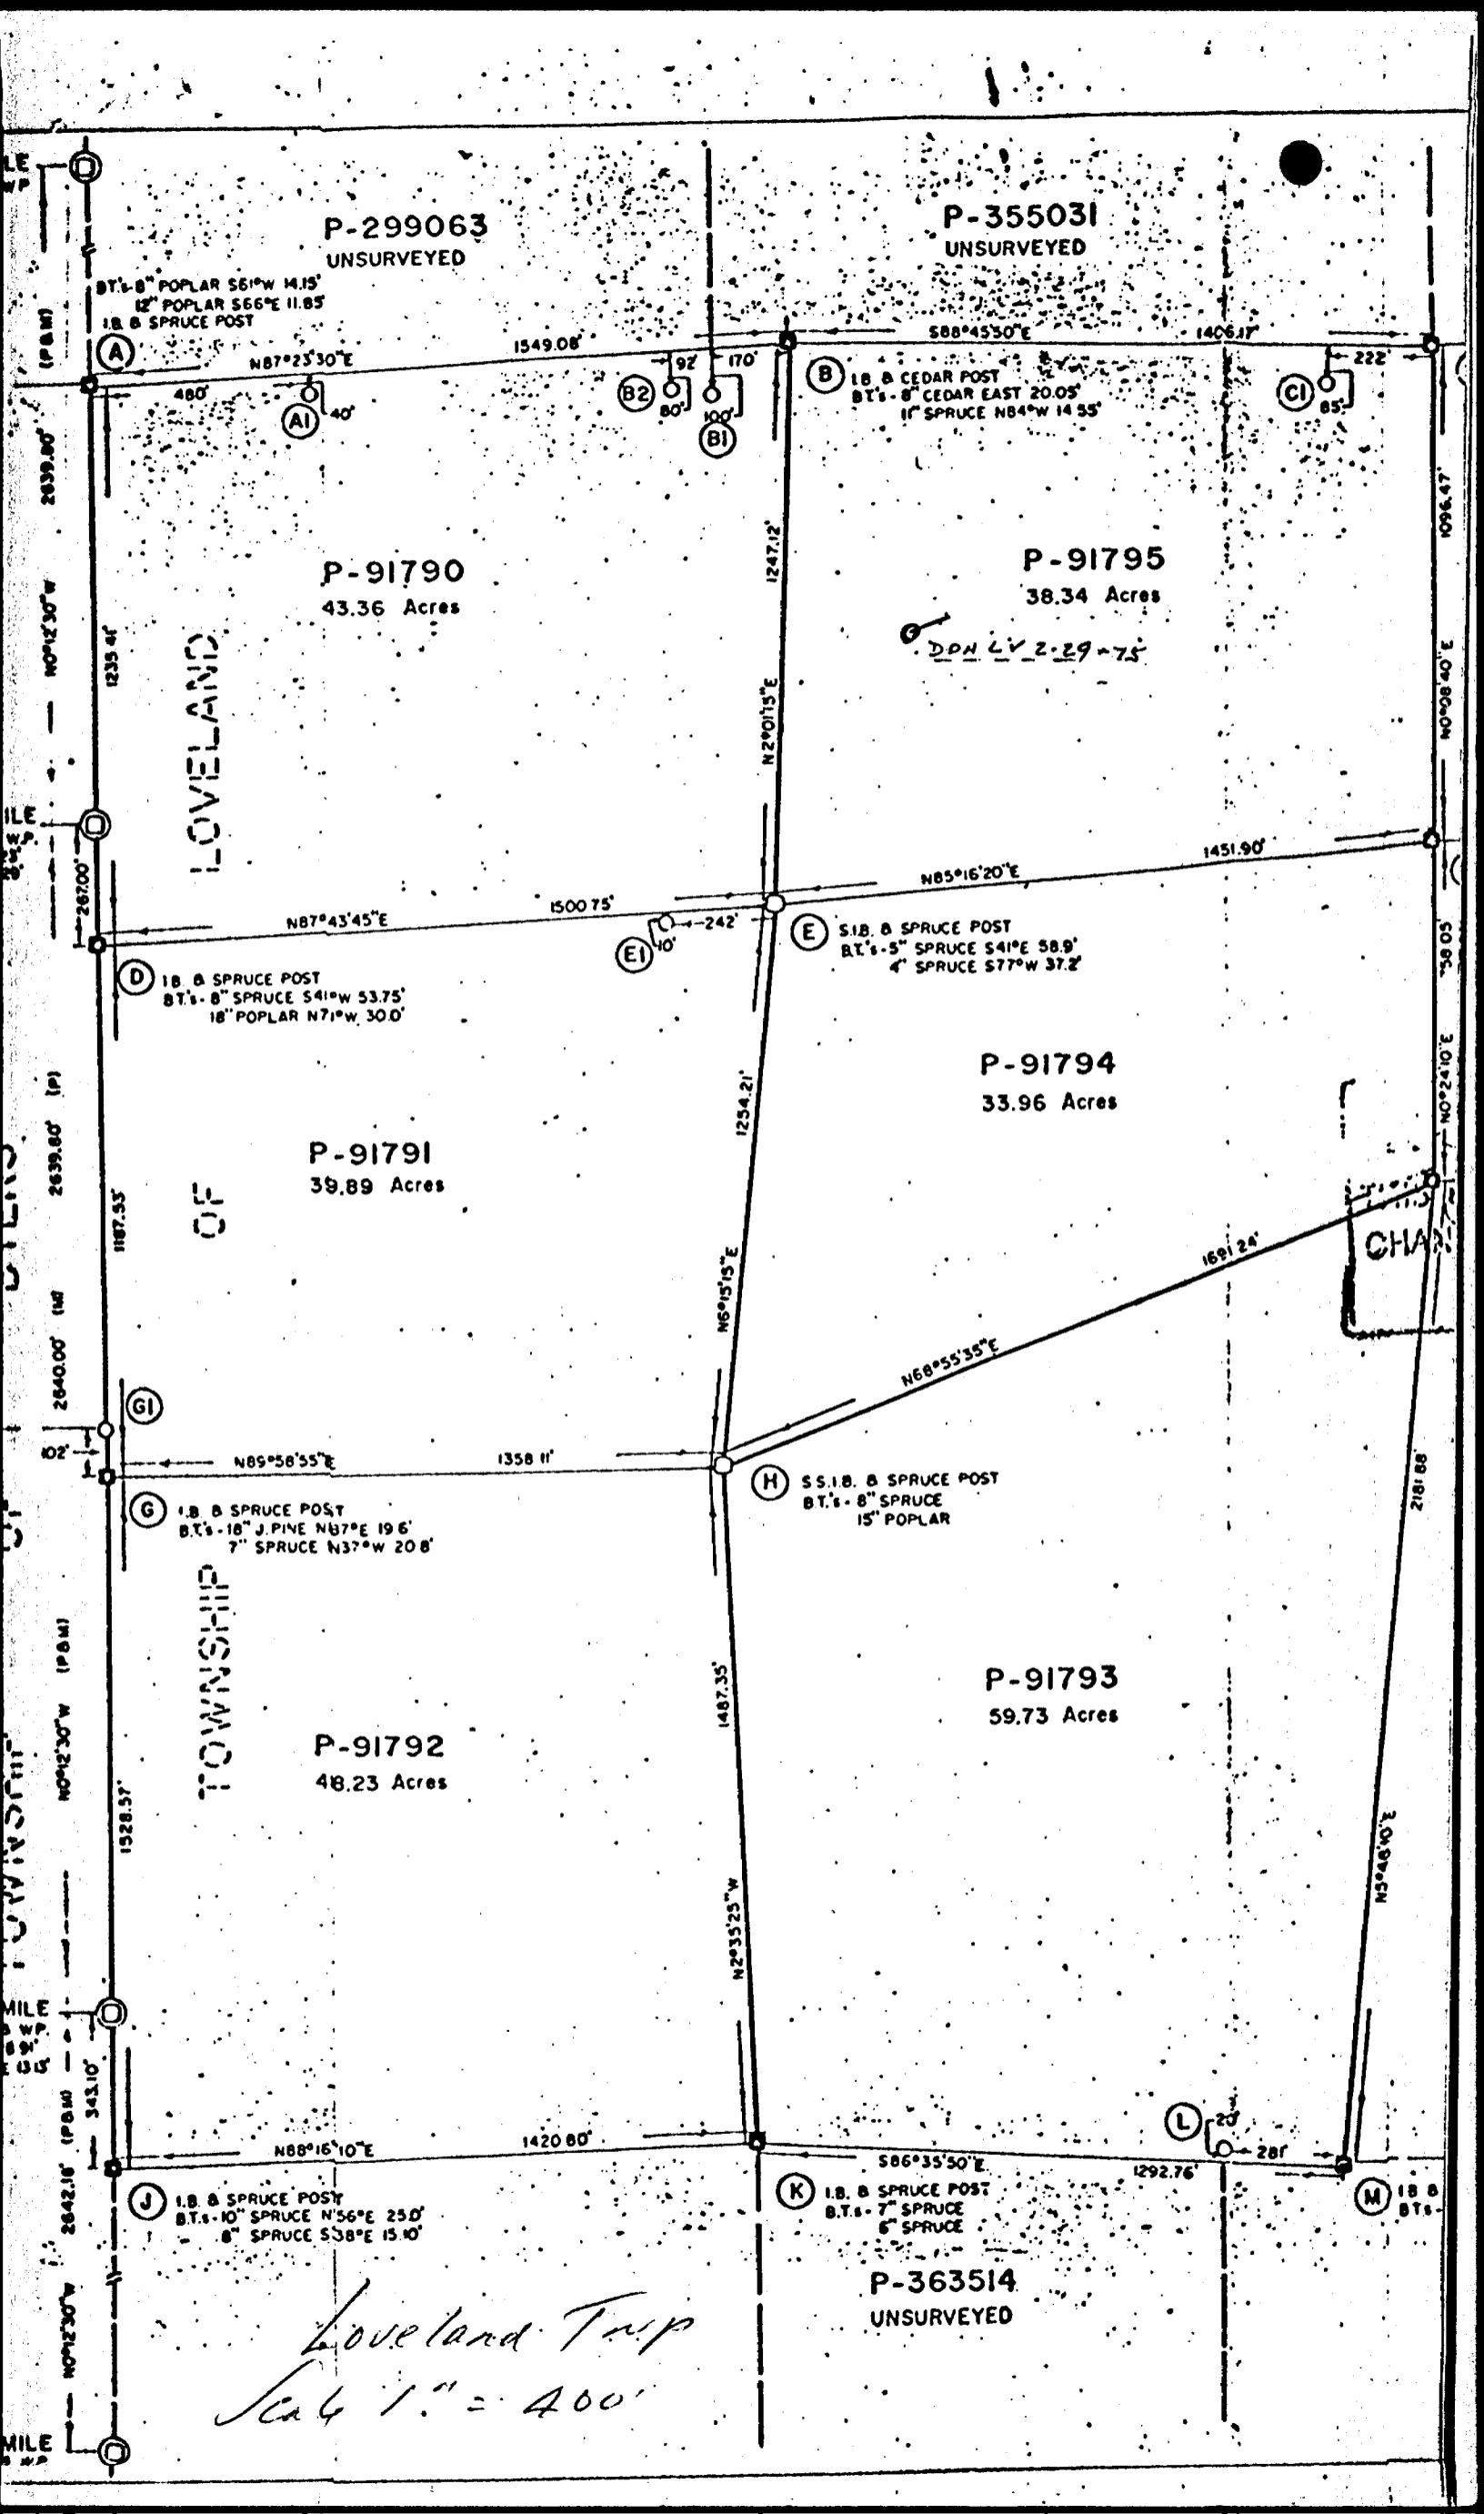 P-299063
UNSURVEYED
P-355031
UNSURVEYED
B.T.'s-8" POPLAR S61°W 14.15'
12" POPLAR S66°E 11.85'
I.B. & SPRUCE POST
A
N87°23'30"E
1549.08'
480'
A1
40'
92'
170'
B2
80'
100'
B1
S88°45'50"E
1406.17'
222'
B
I.B. & CEDAR POST
B.T.'s - 8" CEDAR EAST 20.05'
11" SPRUCE N84°W 14.55'
C1
85'
(P&M)
2639.80'
N0°12'30"W
1235.41'
1247.12'
N2°01'15"E
1096.47'
N0°08'40"E
P-91790
43.36 Acres
P-91795
38.34 Acres
DDH LV 2-29-75
LOVELAND
267.00'
N87°43'45"E
1500.75'
E1
10'
242'
N85°16'20"E
1451.90'
E
S.I.B. & SPRUCE POST
B.T.'s-5" SPRUCE S41°E 58.9'
4" SPRUCE S77°W 37.2'
D
I.B. & SPRUCE POST
B.T.'s - 8" SPRUCE S41°W 53.75'
18" POPLAR N71°W 30.0'
58.05'
N0°24'10"E
P-91794
33.96 Acres
P-91791
39.89 Acres
1254.21'
N6°15'15"E
2639.80' (P)
2640.00' (M)
1187.53'
OF
CHA
1691.24'
N68°55'35"E
G1
102'
N89°58'55"E
1358.11'
G
I.B. & SPRUCE POST
B.T.'s - 18" J.PINE N87°E 19.6'
7" SPRUCE N37°W 20.8'
H
S.S.I.B. & SPRUCE POST
B.T.'s - 8" SPRUCE
15" POPLAR
2181.88'
N5°48'40"E
TOWNSHIP
N0°12'30"W (P&M)
1528.57'
1487.35'
N2°35'25"W
P-91793
59.73 Acres
P-91792
48.23 Acres
MILE
343.10'
N88°16'10"E
1420.80'
L
20'
281'
S86°35'50"E
1292.76'
J
I.B. & SPRUCE POST
B.T.s-10" SPRUCE N56°E 25.0'
8" SPRUCE S38°E 15.10'
K
I.B. & SPRUCE POST
B.T.s- 7" SPRUCE
6" SPRUCE
M
I.B. &
B.T.s-
2642.16' (P&M)
N0°12'30"W
P-363514
UNSURVEYED
Loveland Twp
Scale 1" = 400'
MILE